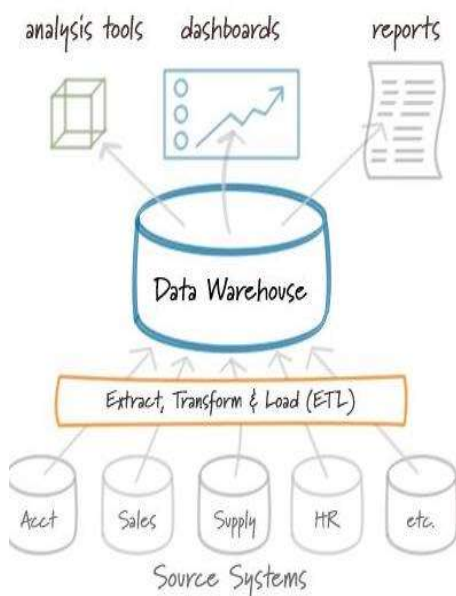 analysis tools dashboards reports
Data Warehouse
Extract, Transform & Load (ETL)
Acct Sales Supply HR etc.
Source Systems